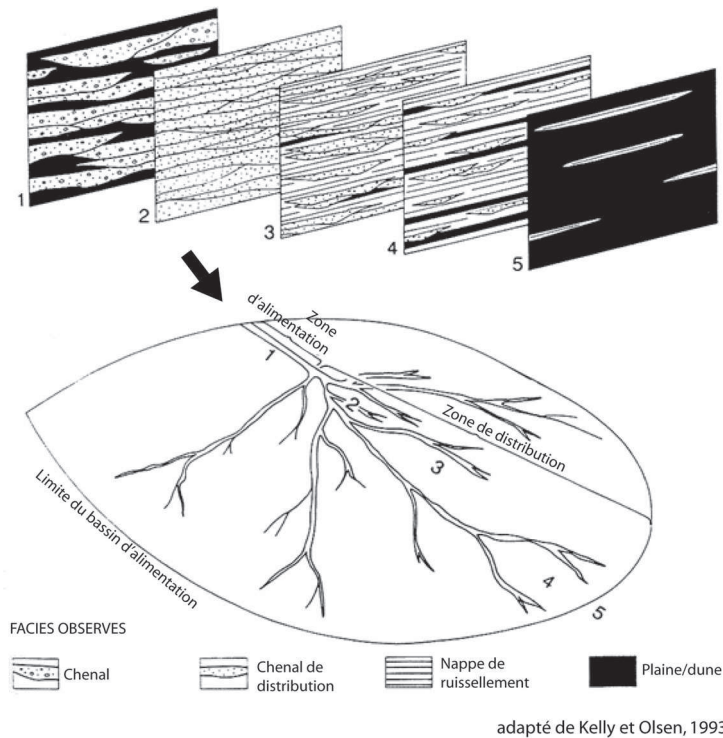 1
2
3
4
5
Zone
d'alimentation
1
2
Zone de distribution
3
4
5
Limite du bassin d'alimentation
FACIES OBSERVES
Chenal
Chenal de
distribution
Nappe de
ruissellement
Plaine/dune
adapté de Kelly et Olsen, 1993